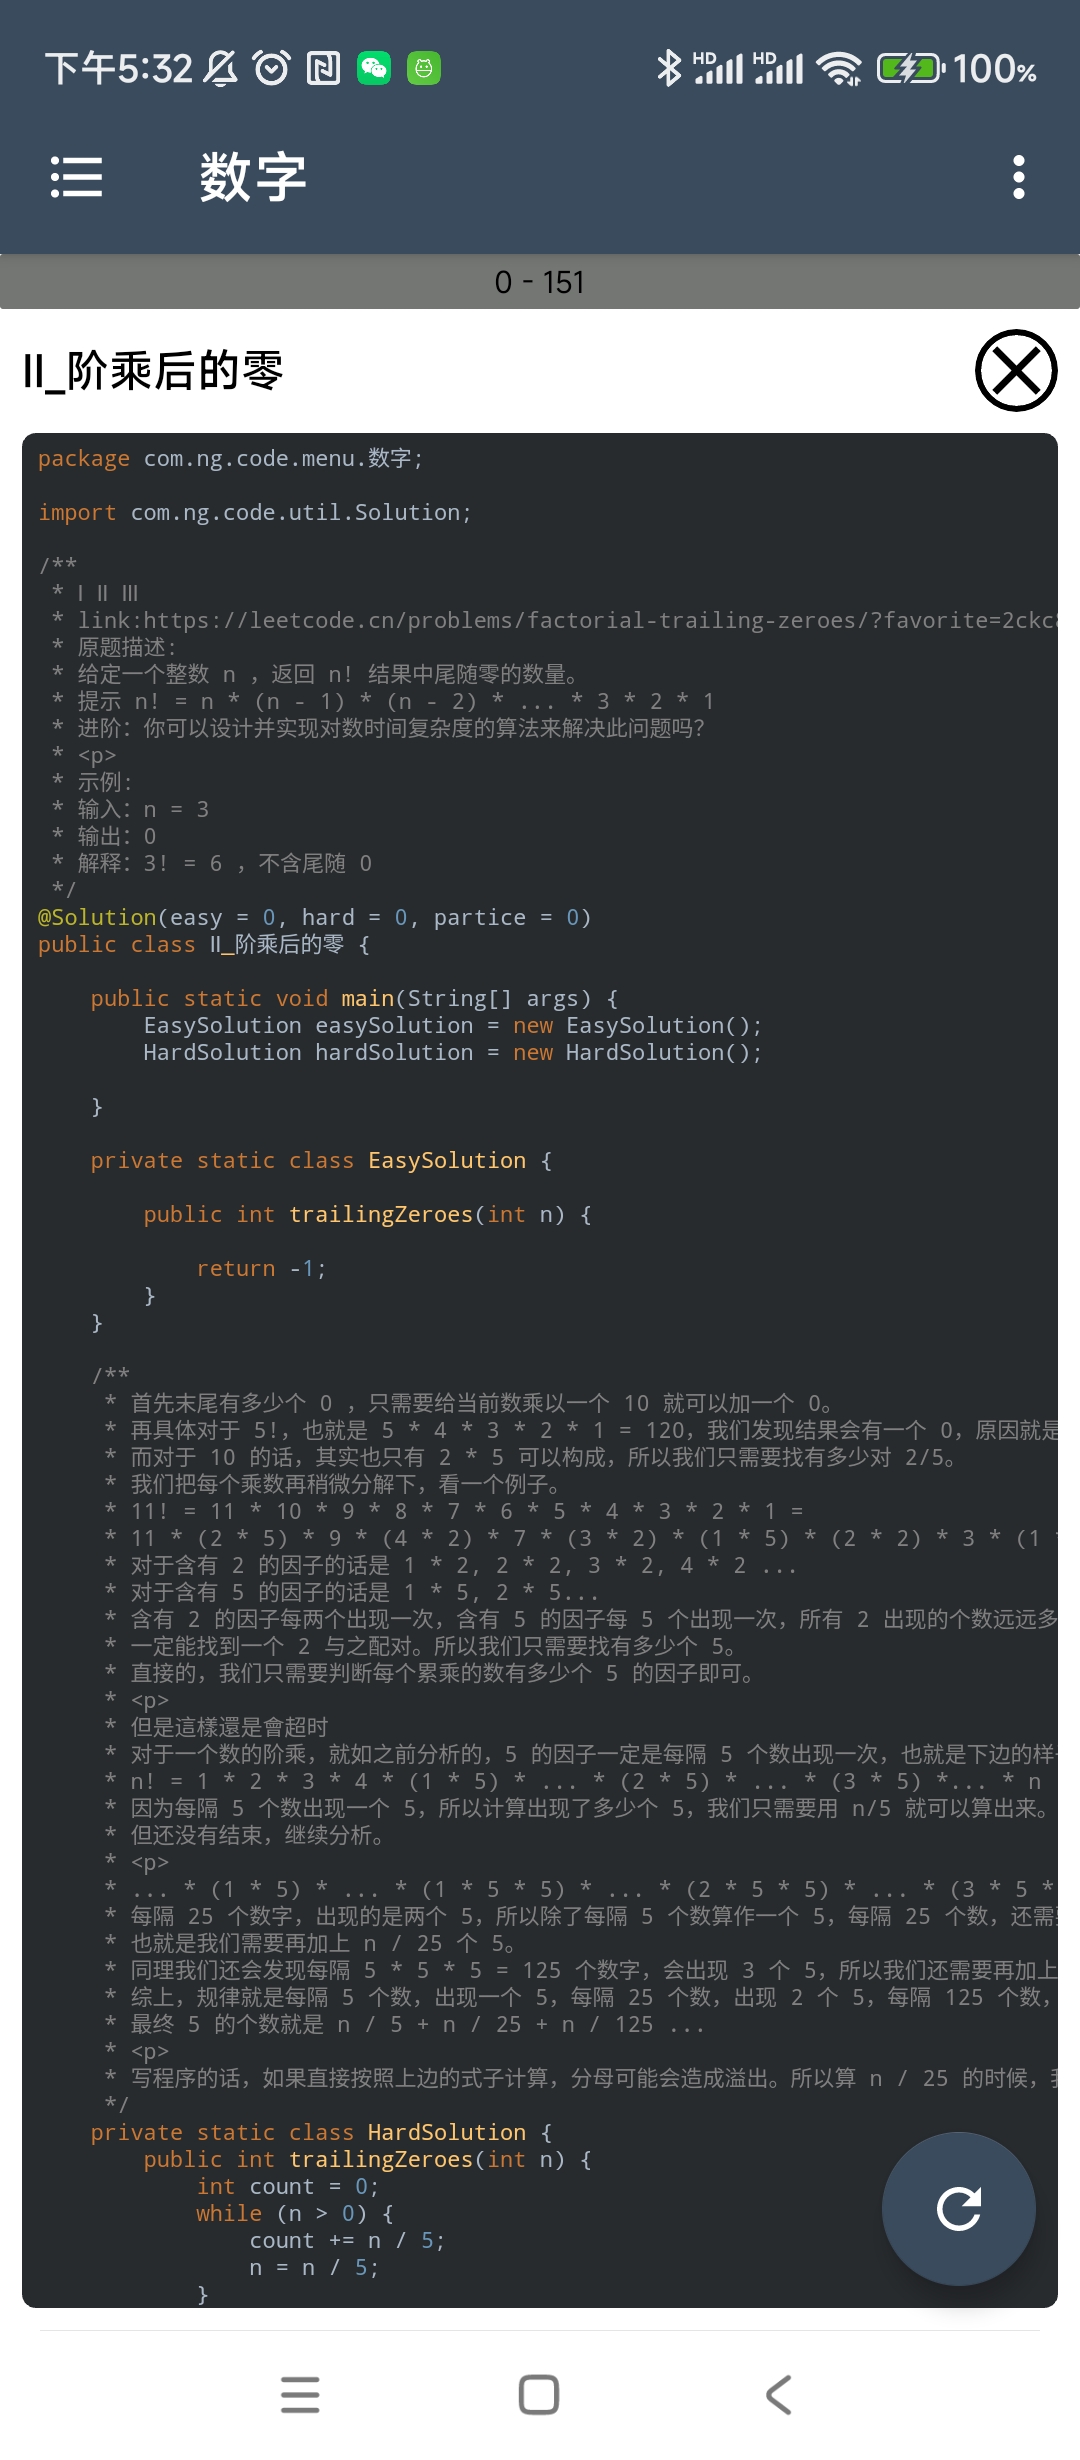 下午5:32
HD HD 100%
数字
0 - 151
Ⅱ_阶乘后的零
package com.ng.code.menu.数字;
import com.ng.code.util.Solution;
/**
* Ⅰ Ⅱ Ⅲ
* link:https://leetcode.cn/problems/factorial-trailing-zeroes/?favorite=2ckc
* 原题描述:
* 给定一个整数 n ，返回 n! 结果中尾随零的数量。
* 提示 n! = n * (n - 1) * (n - 2) * ... * 3 * 2 * 1
* 进阶：你可以设计并实现对数时间复杂度的算法来解决此问题吗？
* <p>
* 示例:
* 输入：n = 3
* 输出：0
* 解释：3! = 6 ，不含尾随 0
*/
@Solution(easy = 0, hard = 0, partice = 0)
public class Ⅱ_阶乘后的零 {
public static void main(String[] args) {
EasySolution easySolution = new EasySolution();
HardSolution hardSolution = new HardSolution();
}
private static class EasySolution {
public int trailingZeroes(int n) {
return -1;
}
}
/**
* 首先末尾有多少个 0 ，只需要给当前数乘以一个 10 就可以加一个 0。
* 再具体对于 5!，也就是 5 * 4 * 3 * 2 * 1 = 120，我们发现结果会有一个 0，原因就是
* 而对于 10 的话，其实也只有 2 * 5 可以构成，所以我们只需要找有多少对 2/5。
* 我们把每个乘数再稍微分解下，看一个例子。
* 11! = 11 * 10 * 9 * 8 * 7 * 6 * 5 * 4 * 3 * 2 * 1 =
* 11 * (2 * 5) * 9 * (4 * 2) * 7 * (3 * 2) * (1 * 5) * (2 * 2) * 3 * (1
* 对于含有 2 的因子的话是 1 * 2, 2 * 2, 3 * 2, 4 * 2 ...
* 对于含有 5 的因子的话是 1 * 5, 2 * 5...
* 含有 2 的因子每两个出现一次，含有 5 的因子每 5 个出现一次，所有 2 出现的个数远远多
* 一定能找到一个 2 与之配对。所以我们只需要找有多少个 5。
* 直接的，我们只需要判断每个累乘的数有多少个 5 的因子即可。
* <p>
* 但是這樣還是會超时
* 对于一个数的阶乘，就如之前分析的，5 的因子一定是每隔 5 个数出现一次，也就是下边的样
* n! = 1 * 2 * 3 * 4 * (1 * 5) * ... * (2 * 5) * ... * (3 * 5) *... * n
* 因为每隔 5 个数出现一个 5，所以计算出现了多少个 5，我们只需要用 n/5 就可以算出来。
* 但还没有结束，继续分析。
* <p>
* ... * (1 * 5) * ... * (1 * 5 * 5) * ... * (2 * 5 * 5) * ... * (3 * 5 *
* 每隔 25 个数字，出现的是两个 5，所以除了每隔 5 个数算作一个 5，每隔 25 个数，还需
* 也就是我们需要再加上 n / 25 个 5。
* 同理我们还会发现每隔 5 * 5 * 5 = 125 个数字，会出现 3 个 5，所以我们还需要再加上
* 综上，规律就是每隔 5 个数，出现一个 5，每隔 25 个数，出现 2 个 5，每隔 125 个数，
* 最终 5 的个数就是 n / 5 + n / 25 + n / 125 ...
* <p>
* 写程序的话，如果直接按照上边的式子计算，分母可能会造成溢出。所以算 n / 25 的时候，
*/
private static class HardSolution {
public int trailingZeroes(int n) {
int count = 0;
while (n > 0) {
count += n / 5;
n = n / 5;
}